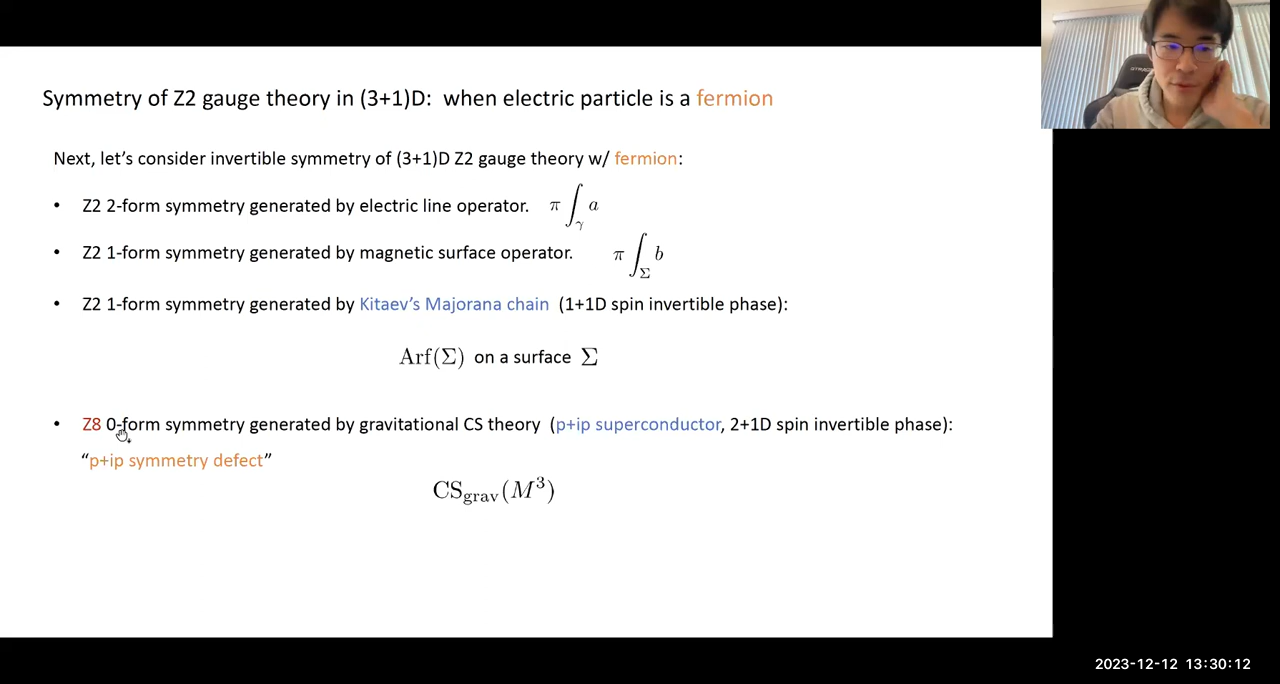 Symmetry of Z2 gauge theory in (3+1)D: when electric particle is a fermion
Next, let's consider invertible symmetry of (3+1)D Z2 gauge theory w/ fermion:
• Z2 2-form symmetry generated by electric line operator. π∫_γ a
• Z2 1-form symmetry generated by magnetic surface operator. π∫_Σ b
• Z2 1-form symmetry generated by Kitaev's Majorana chain (1+1D spin invertible phase):
Arf(Σ) on a surface Σ
• Z8 0-form symmetry generated by gravitational CS theory (p+ip superconductor, 2+1D spin invertible phase):
"p+ip symmetry defect"
CS_grav(M³)
2023-12-12 13:30:12